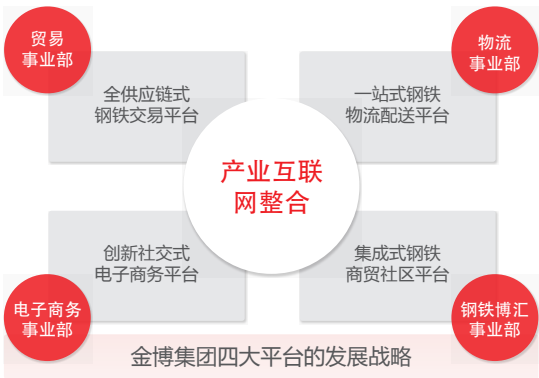 贸易
事业部
物流
事业部
全供应链式
钢铁交易平台
一站式钢铁
物流配送平台
产业互联
网整合
创新社交式
电子商务平台
集成式钢铁
商贸社区平台
电子商务
事业部
钢铁博汇
事业部
金博集团四大平台的发展战略